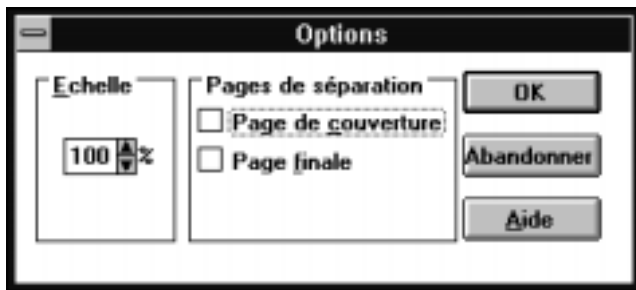 Options
Echelle
100 %
Pages de séparation
Page de couverture
Page finale
OK
Abandonner
Aide